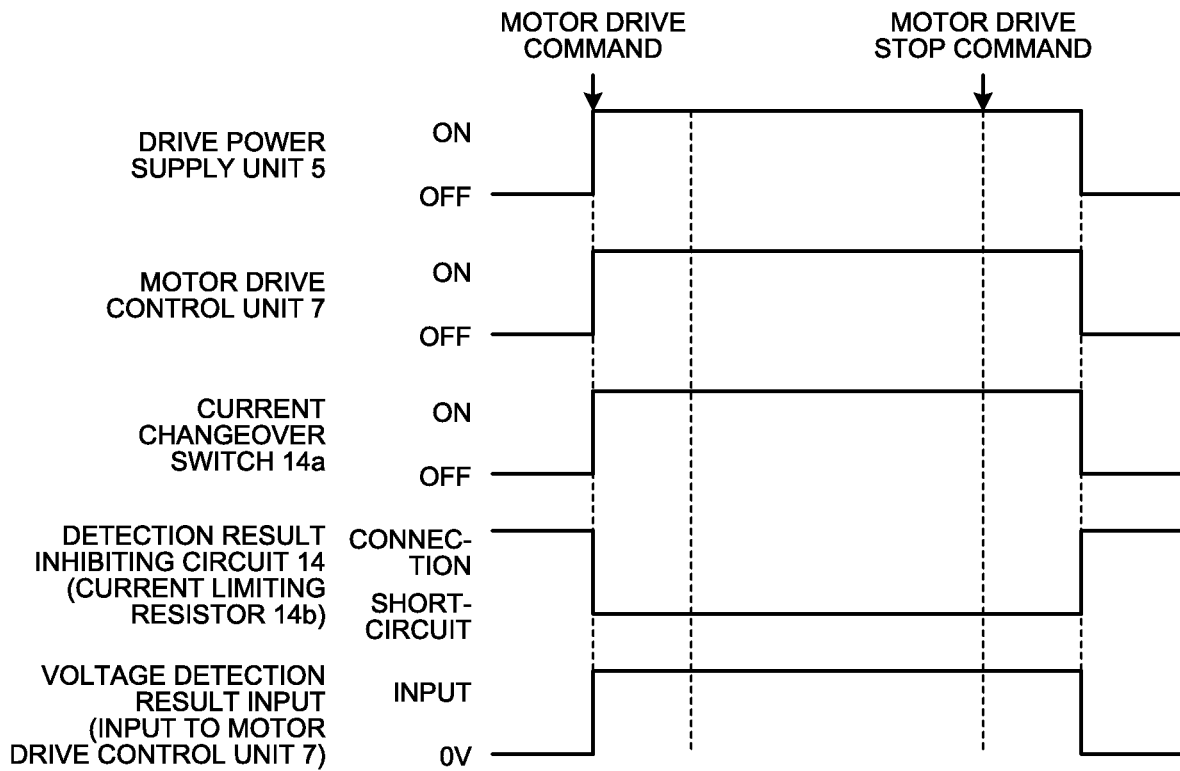 MOTOR DRIVE
COMMAND
MOTOR DRIVE
STOP COMMAND
DRIVE POWER
SUPPLY UNIT 5
ON
OFF
MOTOR DRIVE
CONTROL UNIT 7
ON
OFF
CURRENT
CHANGEOVER
SWITCH 14a
ON
OFF
DETECTION RESULT
INHIBITING CIRCUIT 14
(CURRENT LIMITING
RESISTOR 14b)
CONNEC-
TION
SHORT-
CIRCUIT
VOLTAGE DETECTION
RESULT INPUT
(INPUT TO MOTOR
DRIVE CONTROL UNIT 7)
INPUT
0V